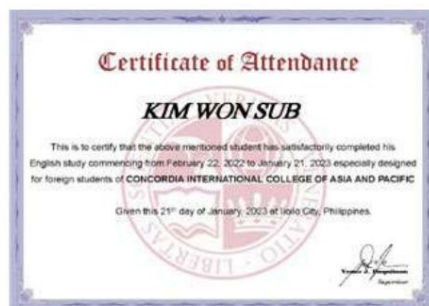 Certificate of Attendance
KIM WON SUB
This is to certify that the above mentioned student has satisfactorily completed his
English study commencing from February 22, 2022 to January 21, 2023 especially designed
for foreign students of CONCORDIA INTERNATIONAL COLLEGE OF ASIA AND PACIFIC
Given this 21st day of January, 2023 at Iloilo City, Philippines.
Supervisor